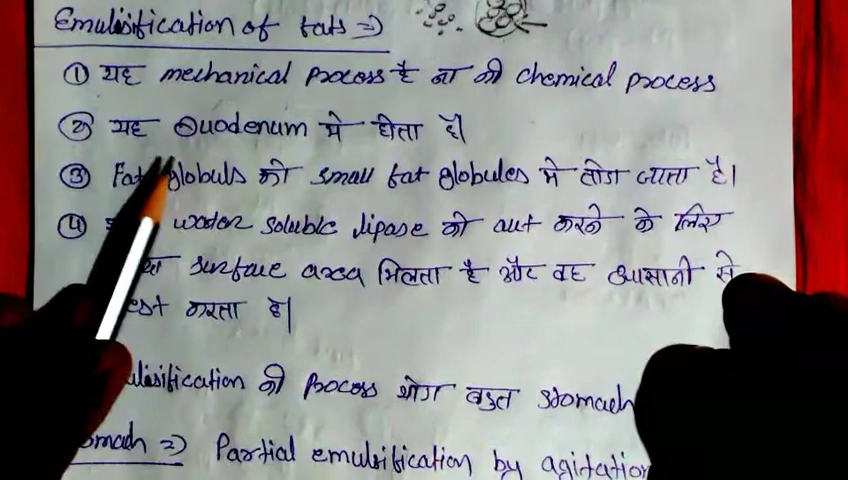 Emulisification of fats ⇒
① यह mechanical process है ना की chemical process
② यह Duodenum मे होता है।
③ Fat globuls को small fat globules मे तोडा जाता है।
④ water soluble lipase को act करने के लिए
surface area मिलता है और वह आसानी से
करता है।
की process थोडा बहुत stomach
⇒ Partial emulsification by agitation